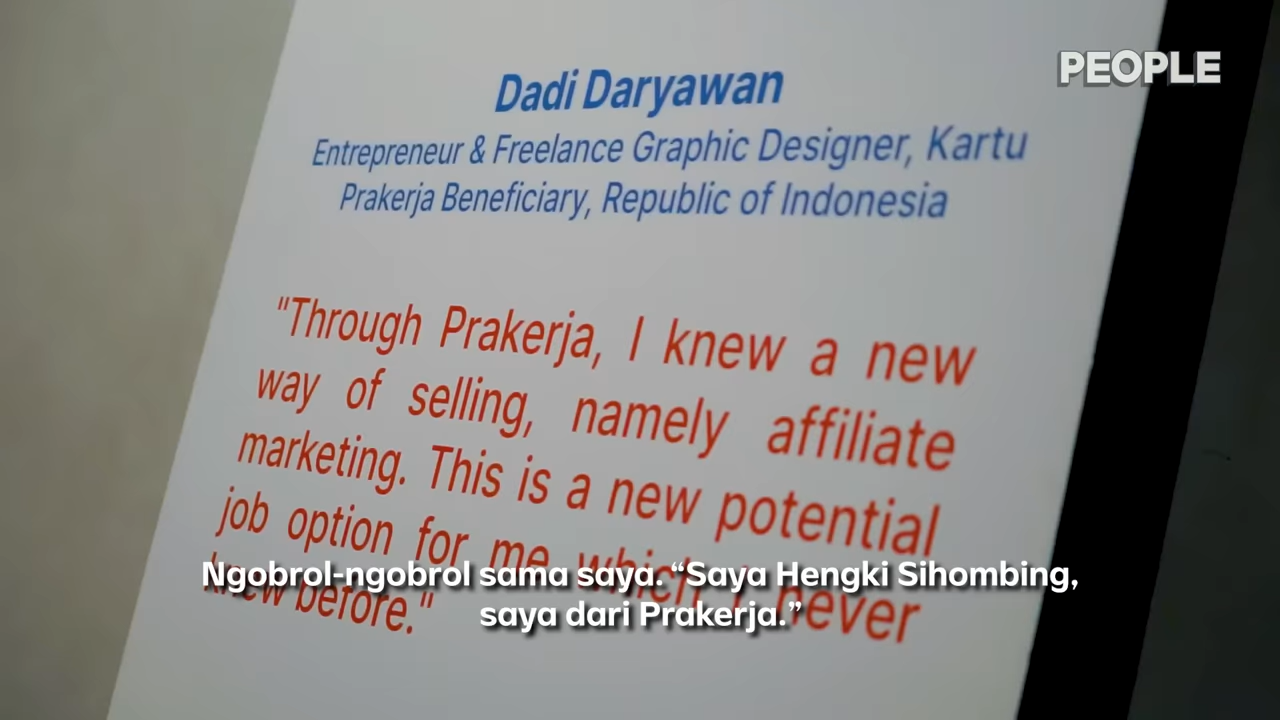 PEOPLE
Dadi Daryawan
Entrepreneur & Freelance Graphic Designer, Kartu
Prakerja Beneficiary, Republic of Indonesia
"Through Prakerja, I knew a new
way of selling, namely affiliate
marketing. This is a new potential
job option for me which I never
knew before."
Ngobrol-ngobrol sama saya. “Saya Hengki Sihombing,
saya dari Prakerja.”